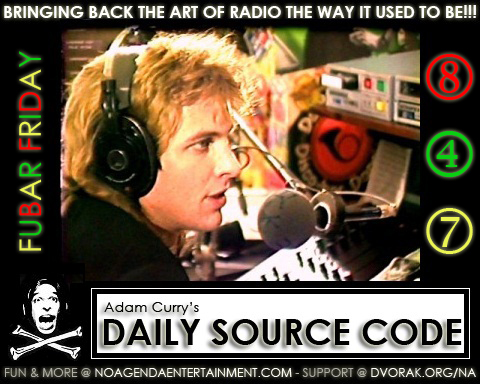 BRINGING BACK THE ART OF RADIO THE WAY IT USED TO BE!!!
FUBAR FRIDAY
8
4
7
Adam Curry's
DAILY SOURCE CODE
FUN & MORE @ NOAGENDAENTERTAINMENT.COM - SUPPORT @ DVORAK.ORG/NA